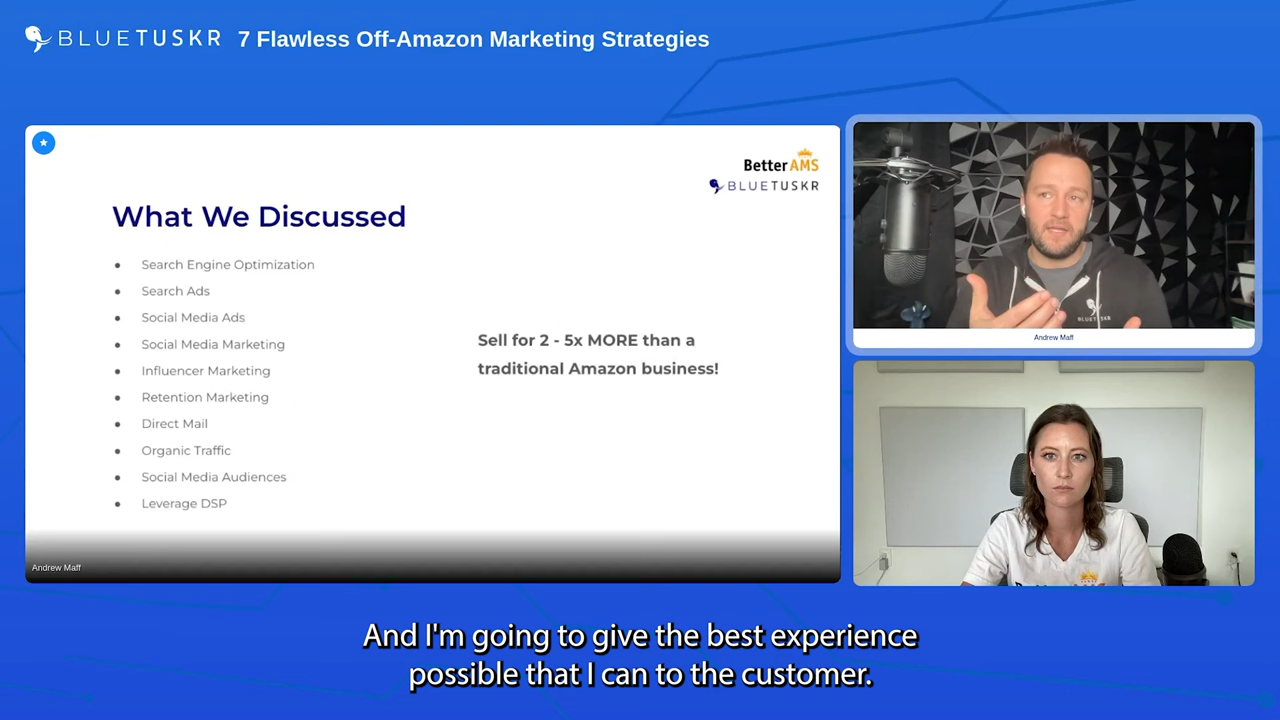 BLUETUSKR 7 Flawless Off-Amazon Marketing Strategies
Better AMS
BLUETUSKR
What We Discussed
• Search Engine Optimization
• Search Ads
• Social Media Ads
• Social Media Marketing
• Influencer Marketing
• Retention Marketing
• Direct Mail
• Organic Traffic
• Social Media Audiences
• Leverage DSP
Sell for 2 - 5x MORE than a
traditional Amazon business!
Andrew Maff
BLUETUSKR
Andrew Maff
And I'm going to give the best experience
possible that I can to the customer.